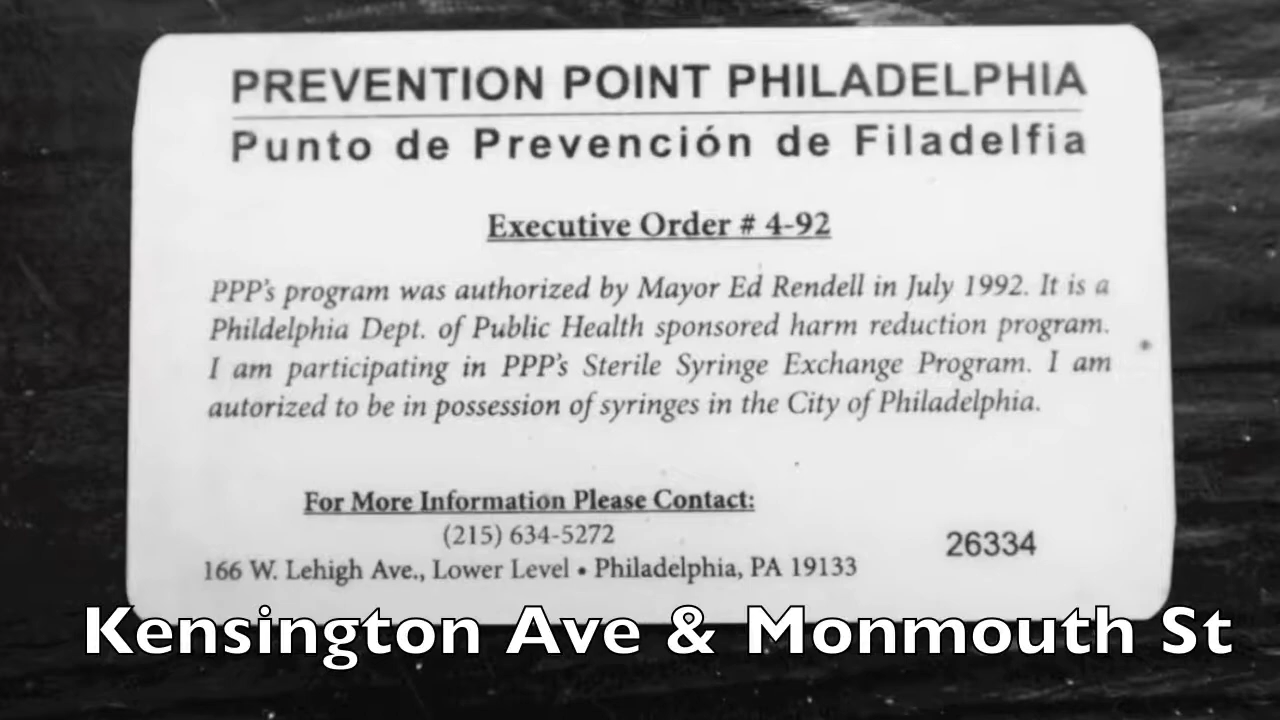 PREVENTION POINT PHILADELPHIA
Punto de Prevención de Filadelfia
Executive Order # 4-92
PPP's program was authorized by Mayor Ed Rendell in July 1992. It is a
Phildelphia Dept. of Public Health sponsored harm reduction program.
I am participating in PPP's Sterile Syringe Exchange Program. I am
autorized to be in possession of syringes in the City of Philadelphia.
For More Information Please Contact:
(215) 634-5272
166 W. Lehigh Ave., Lower Level • Philadelphia, PA 19133
26334
Kensington Ave & Monmouth St